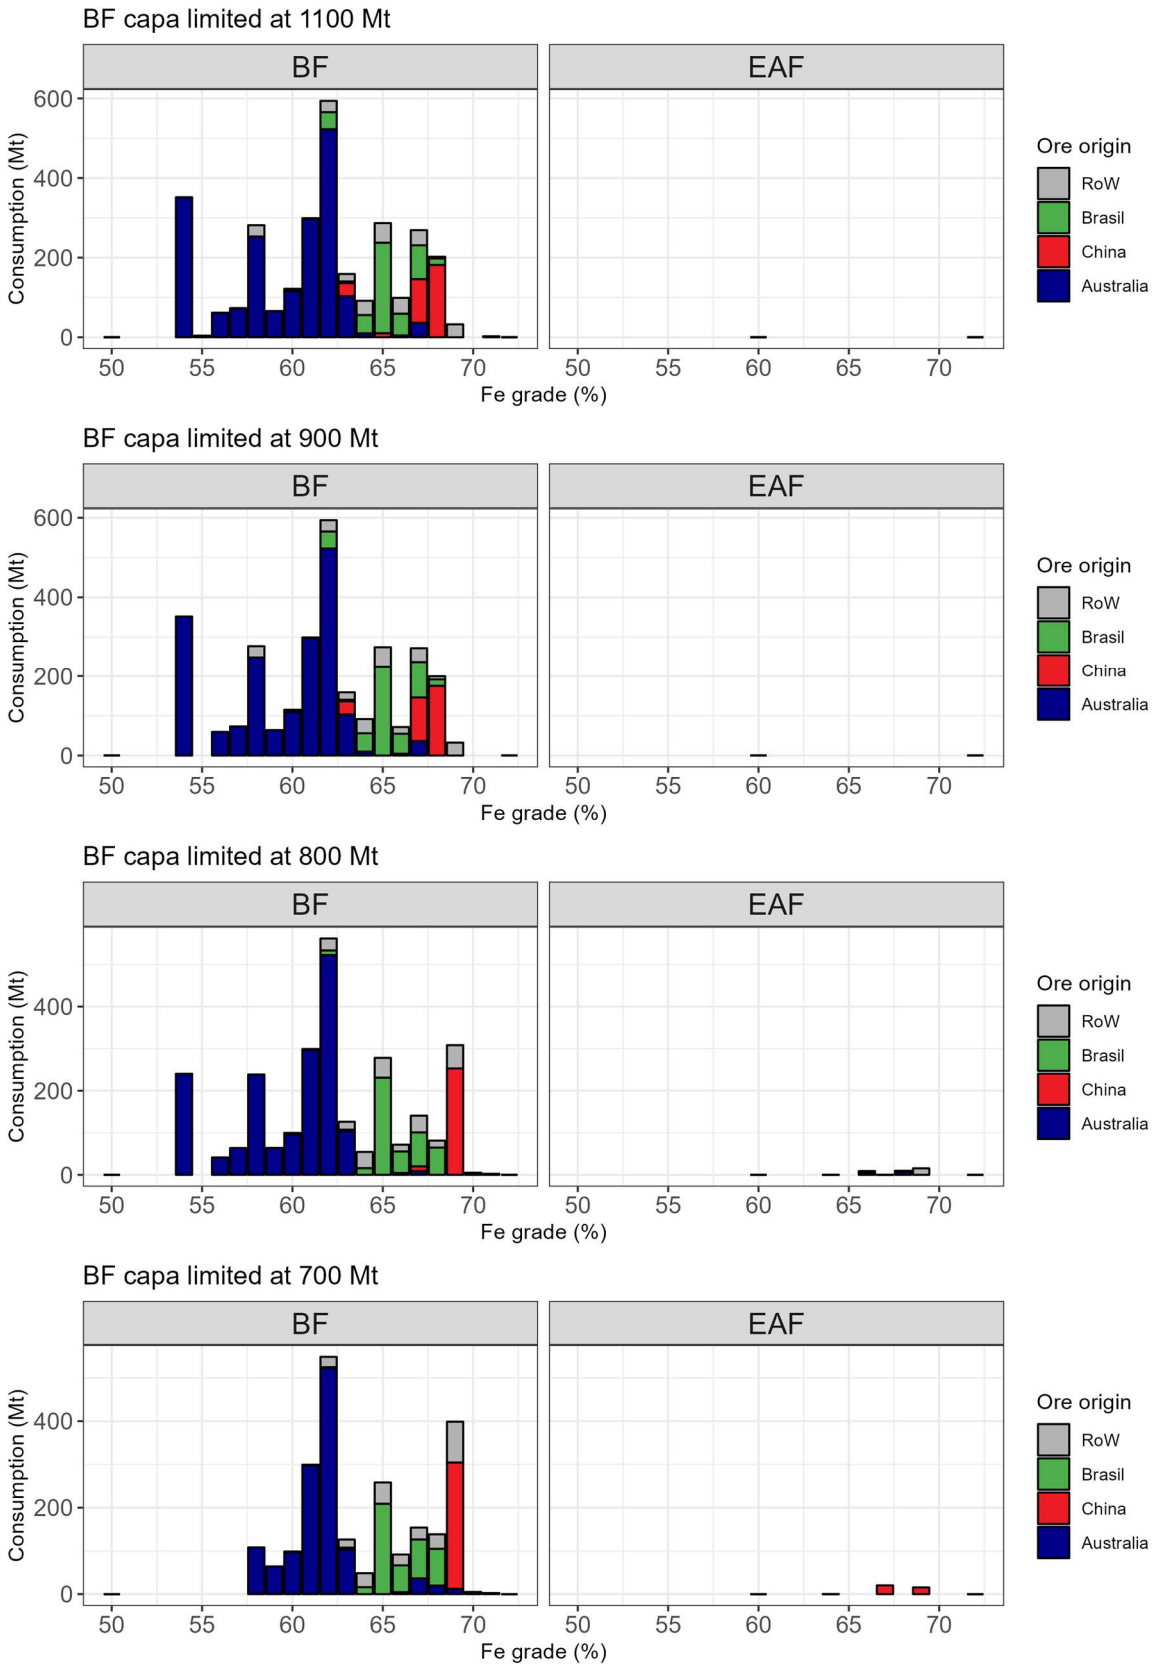 BF capa limited at 1100 Mt
BF
EAF
Consumption (Mt)
600
400
200
0
50 55 60 65 70
50 55 60 65 70
Fe grade (%)
Ore origin
RoW
Brasil
China
Australia
BF capa limited at 900 Mt
BF
EAF
Consumption (Mt)
600
400
200
0
50 55 60 65 70
50 55 60 65 70
Fe grade (%)
Ore origin
RoW
Brasil
China
Australia
BF capa limited at 800 Mt
BF
EAF
Consumption (Mt)
400
200
0
50 55 60 65 70
50 55 60 65 70
Fe grade (%)
Ore origin
RoW
Brasil
China
Australia
BF capa limited at 700 Mt
BF
EAF
Consumption (Mt)
400
200
0
50 55 60 65 70
50 55 60 65 70
Fe grade (%)
Ore origin
RoW
Brasil
China
Australia